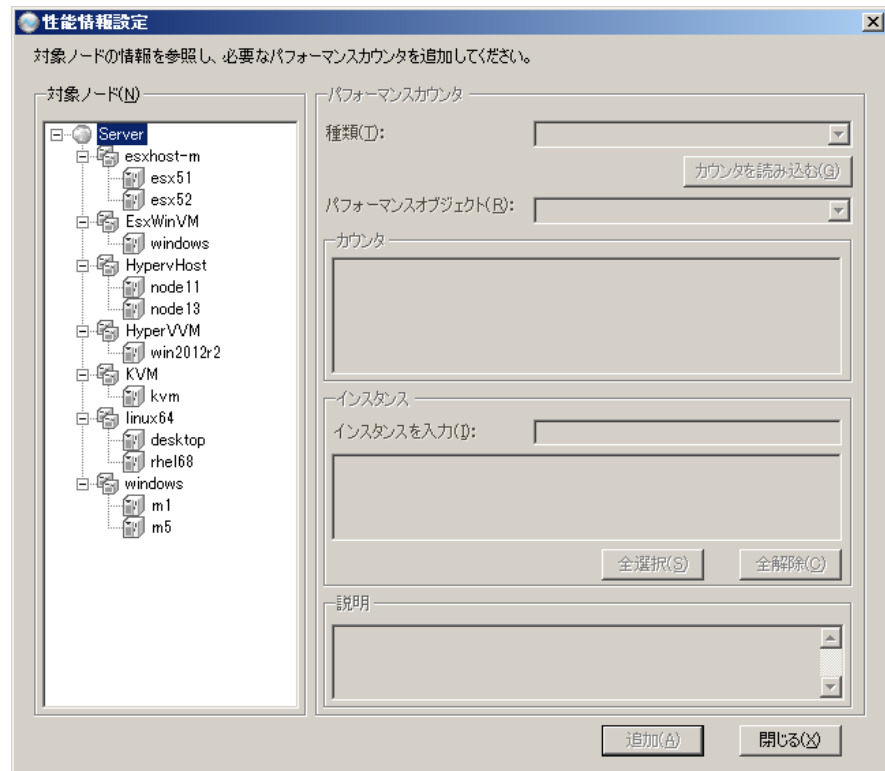 性能情報設定
対象ノードの情報を参照し、必要なパフォーマンスカウンタを追加してください。
対象ノード(N)
Server
esxhost-m
esx51
esx52
EsxWinVM
windows
HypervHost
node11
node13
HyperVVM
win2012r2
KVM
kvm
linux64
desktop
rhel68
windows
m1
m5
パフォーマンスカウンタ
種類(T):
カウンタを読み込む(G)
パフォーマンスオブジェクト(R):
カウンタ
インスタンス
インスタンスを入力(I):
全選択(S) 全解除(C)
説明
追加(A) 閉じる(X)